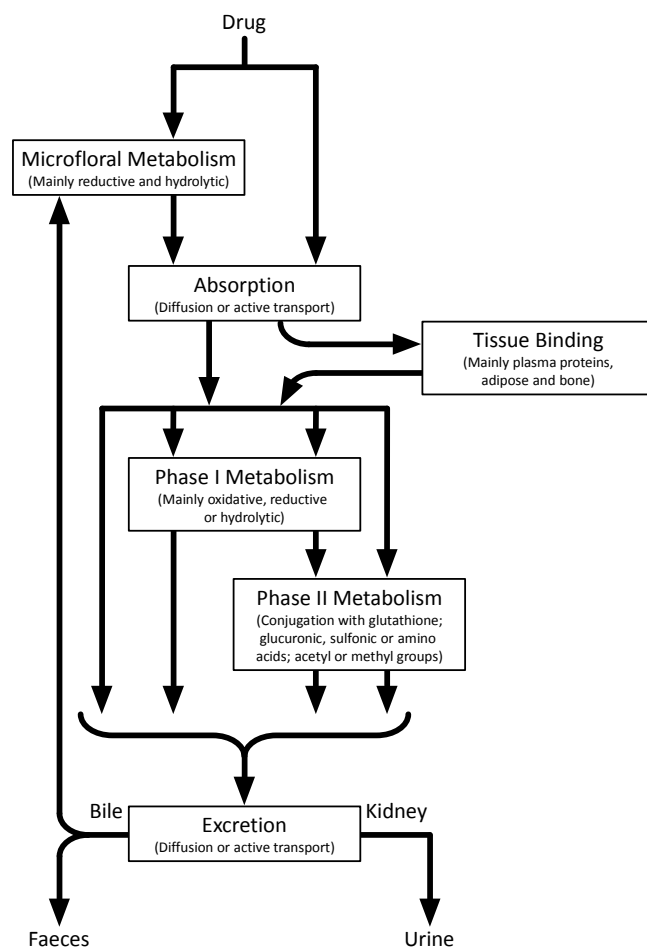 Drug
Microfloral Metabolism
(Mainly reductive and hydrolytic)
Absorption
(Diffusion or active transport)
Tissue Binding
(Mainly plasma proteins,
adipose and bone)
Phase I Metabolism
(Mainly oxidative, reductive
or hydrolytic)
Phase II Metabolism
(Conjugation with glutathione;
glucuronic, sulfonic or amino
acids; acetyl or methyl groups)
Bile
Excretion
(Diffusion or active transport)
Kidney
Faeces
Urine